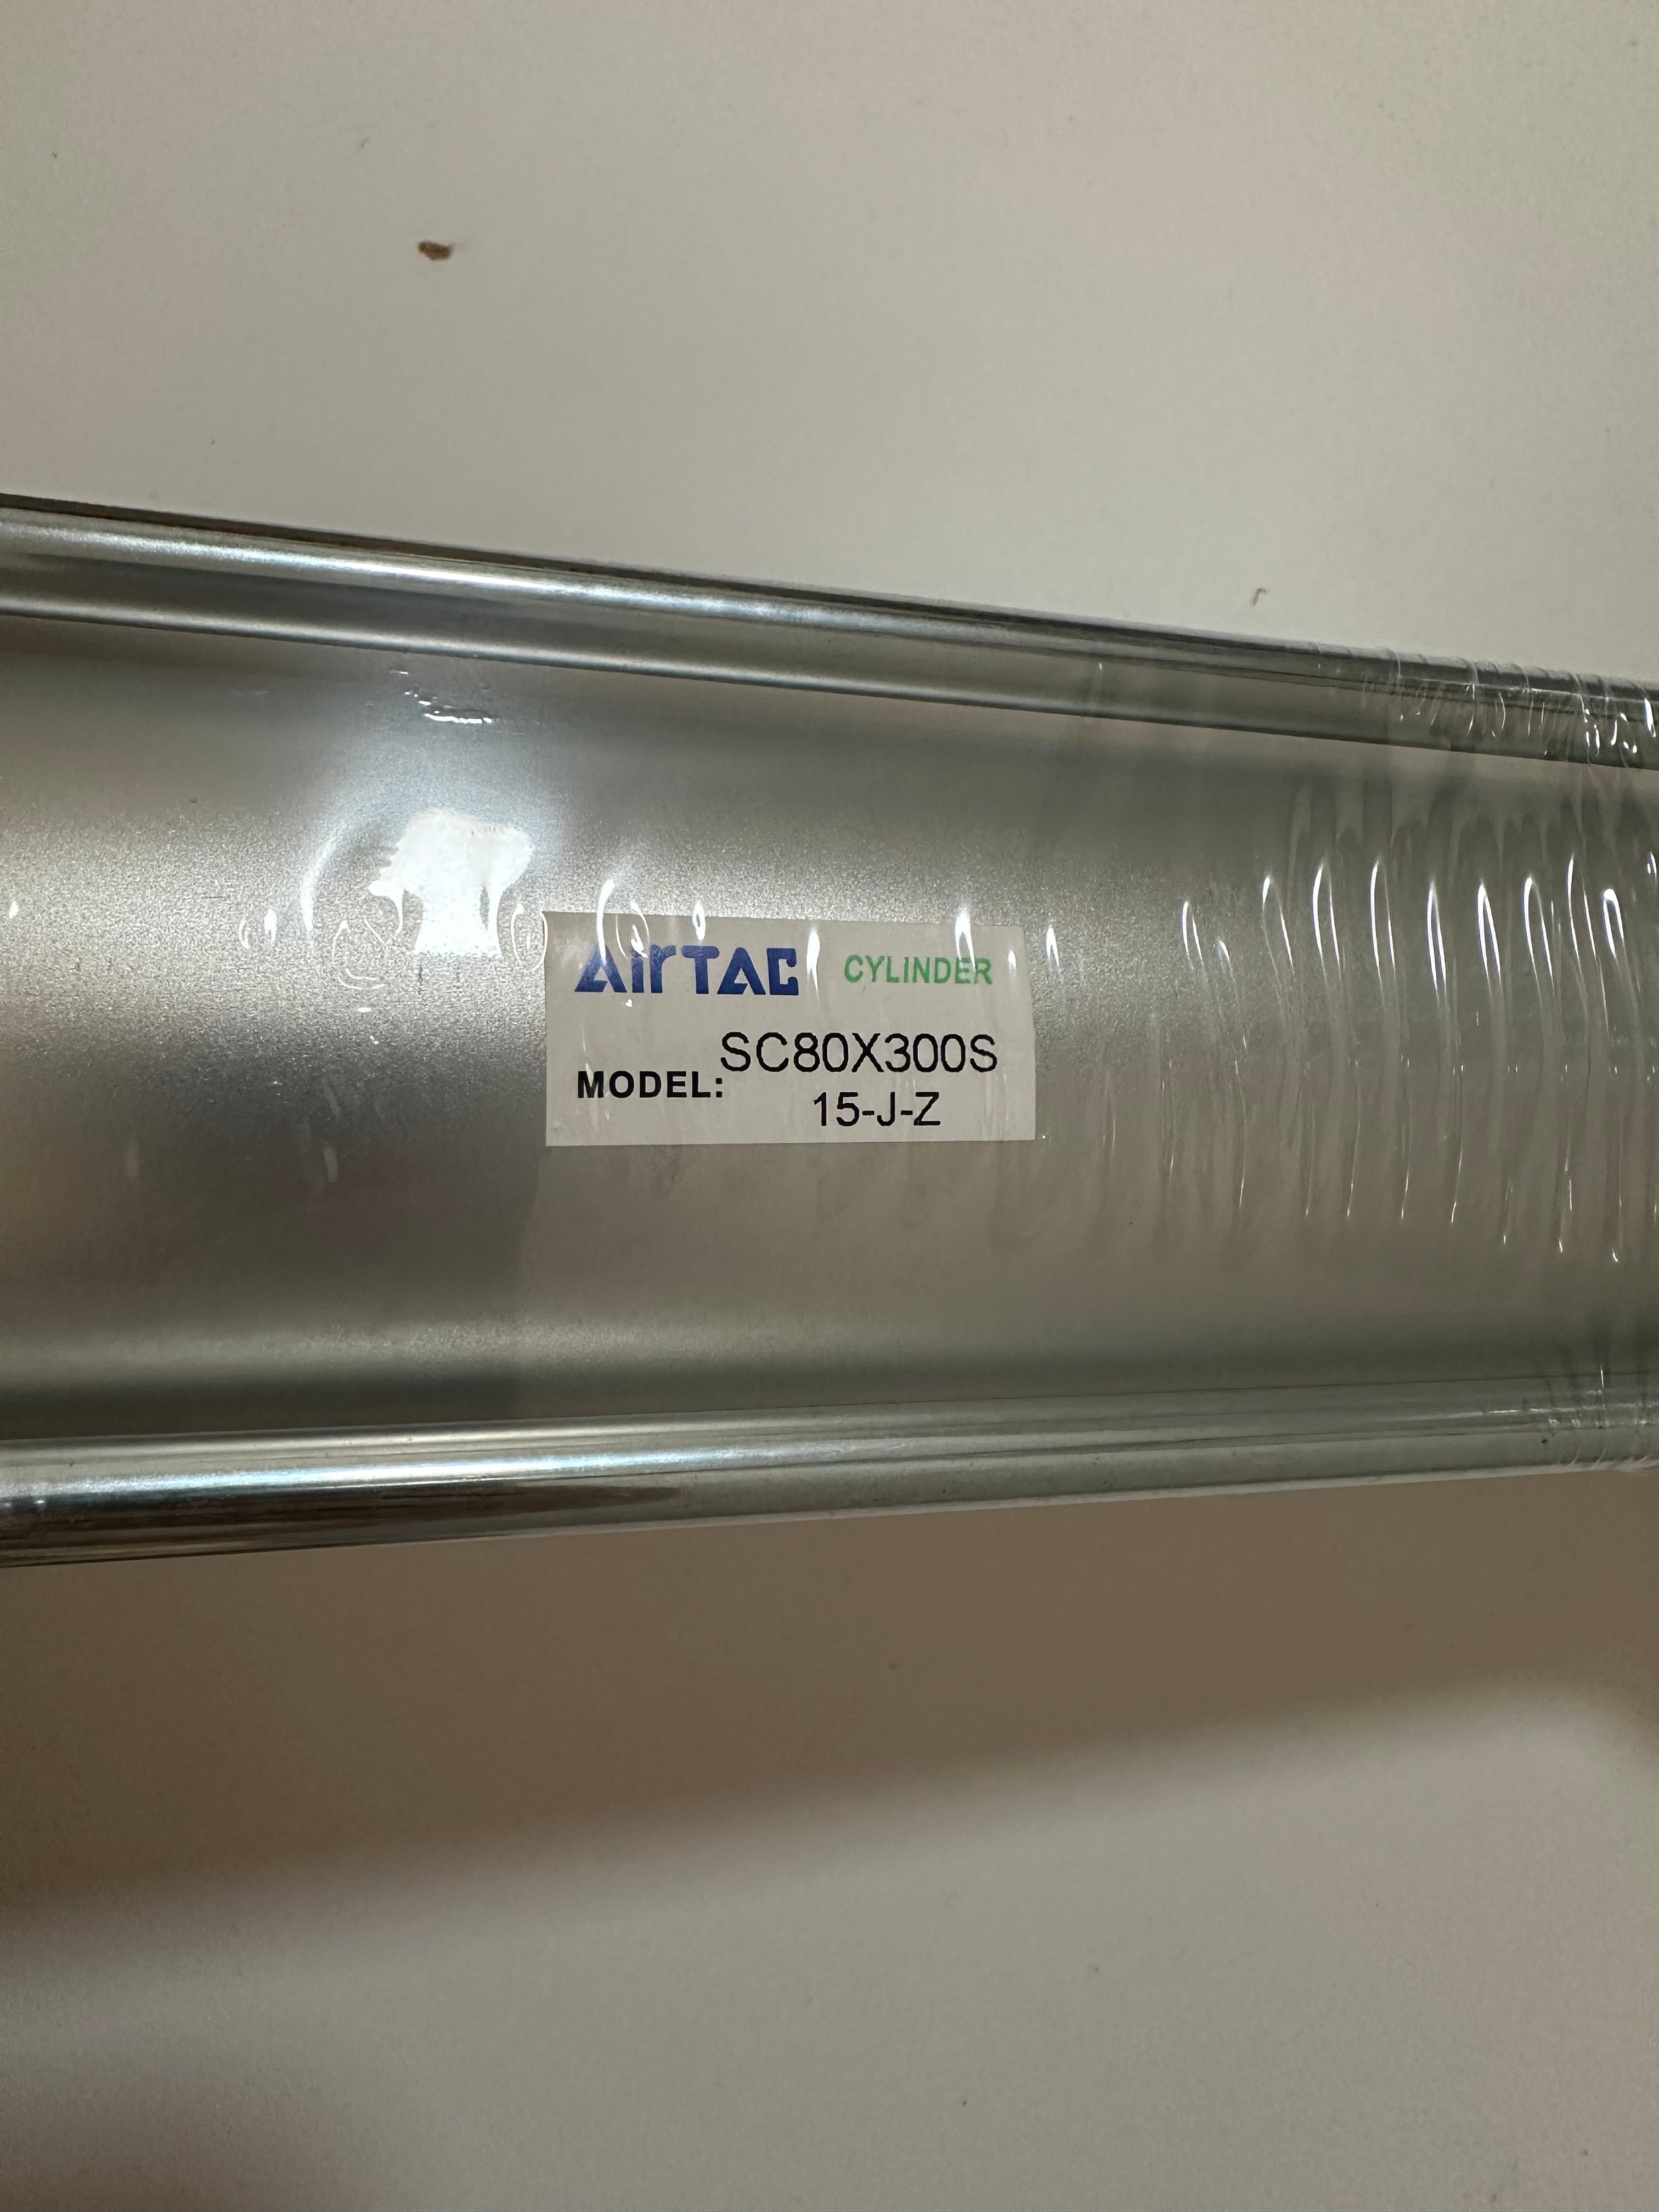 AirTAC CYLINDER
SC80X300S
MODEL:
15-J-Z